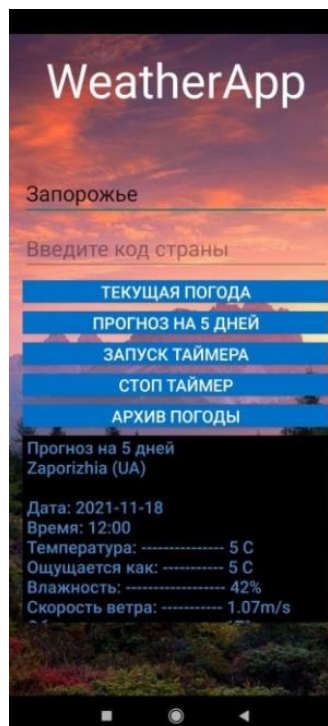 WeatherApp
Запорожье
Введите код страны
ТЕКУЩАЯ ПОГОДА
ПРОГНОЗ НА 5 ДНЕЙ
ЗАПУСК ТАЙМЕРА
СТОП ТАЙМЕР
АРХИВ ПОГОДЫ
Прогноз на 5 дней
Zaporizhia (UA)
Дата: 2021-11-18
Время: 12:00
Температура: --------------- 5 C
Ощущается как: ----------- 5 C
Влажность: ------------------ 42%
Скорость ветра: ----------- 1.07m/s